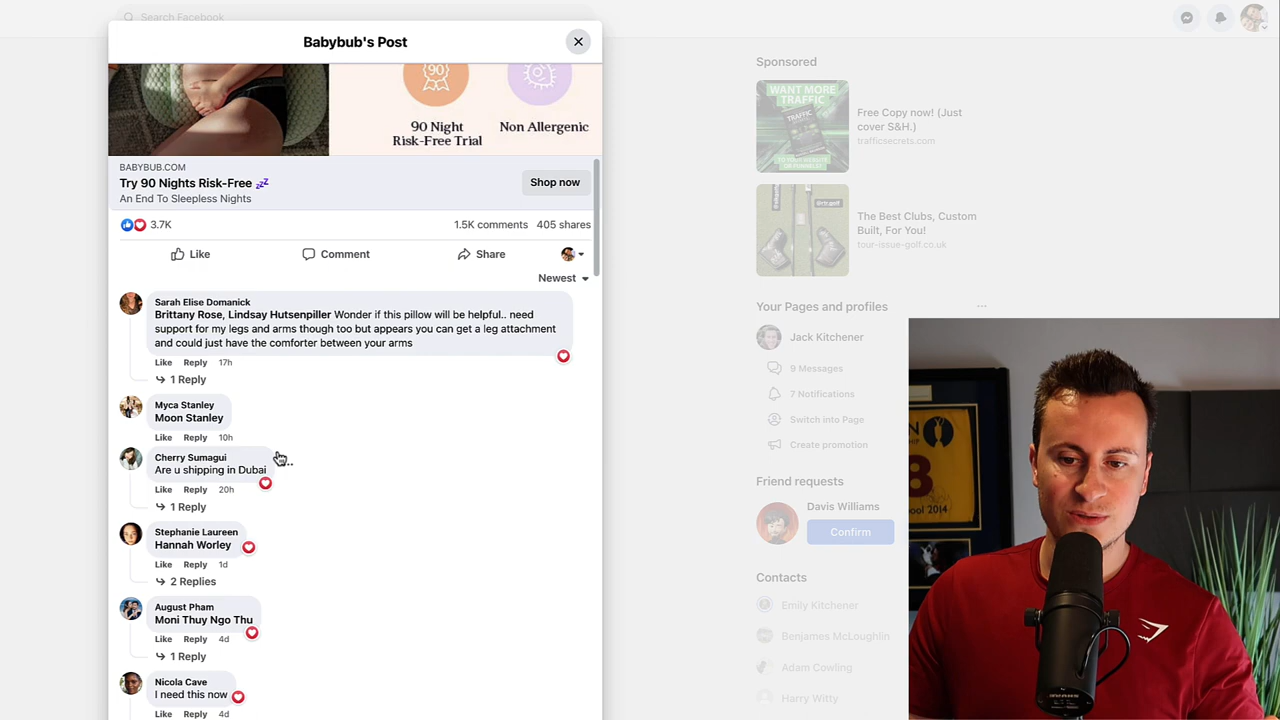 Search Facebook
Babybub's Post
90
90 Night
Risk-Free Trial
Non Allergenic
BABYBUB.COM
Try 90 Nights Risk-Free
An End To Sleepless Nights
Shop now
3.7K
1.5K comments 405 shares
Like
Comment
Share
Newest
Sarah Elise Domanick
Brittany Rose, Lindsay Hutsenpiller Wonder if this pillow will be helpful.. need
support for my legs and arms though too but appears you can get a leg attachment
and could just have the comforter between your arms
Like Reply 17h
1 Reply
Myca Stanley
Moon Stanley
Like Reply 10h
Cherry Sumagui
Are u shipping in Dubai
Like Reply 20h
1 Reply
Stephanie Laureen
Hannah Worley
Like Reply 1d
2 Replies
August Pham
Moni Thuy Ngo Thu
Like Reply 4d
1 Reply
Nicola Cave
I need this now
Like Reply 4d
Sponsored
WANT MORE
TRAFFIC
TRAFFIC
Free Copy now! (Just
cover S&H.)
trafficsecrets.com
The Best Clubs, Custom
Built, For You!
tour-issue-golf.co.uk
Your Pages and profiles
Jack Kitchener
9 Messages
7 Notifications
Switch into Page
Create promotion
Friend requests
Davis Williams
Confirm
Contacts
Emily Kitchener
Benjames McLoughlin
Adam Cowling
Harry Witty
8
ool 2014